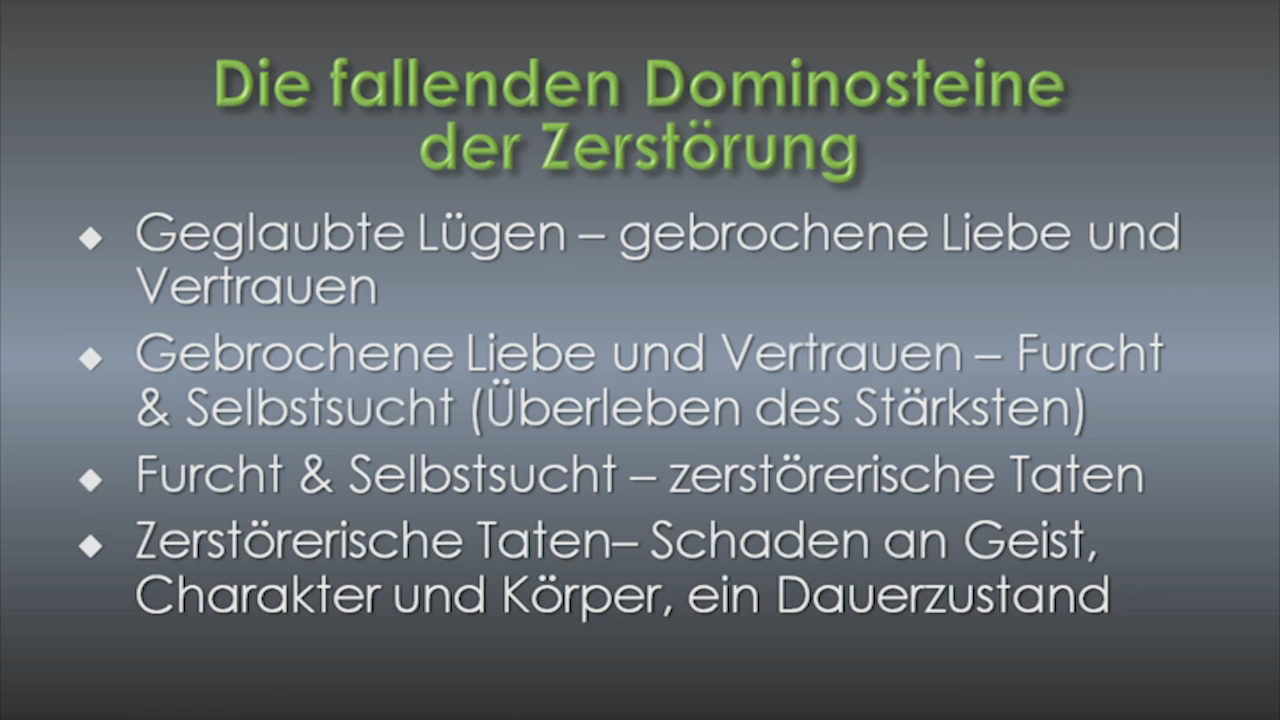 Die fallenden Dominosteine
der Zerstörung
◆ Geglaubte Lügen – gebrochene Liebe und
Vertrauen
◆ Gebrochene Liebe und Vertrauen – Furcht
& Selbstsucht (Überleben des Stärksten)
◆ Furcht & Selbstsucht – zerstörerische Taten
◆ Zerstörerische Taten– Schaden an Geist,
Charakter und Körper, ein Dauerzustand